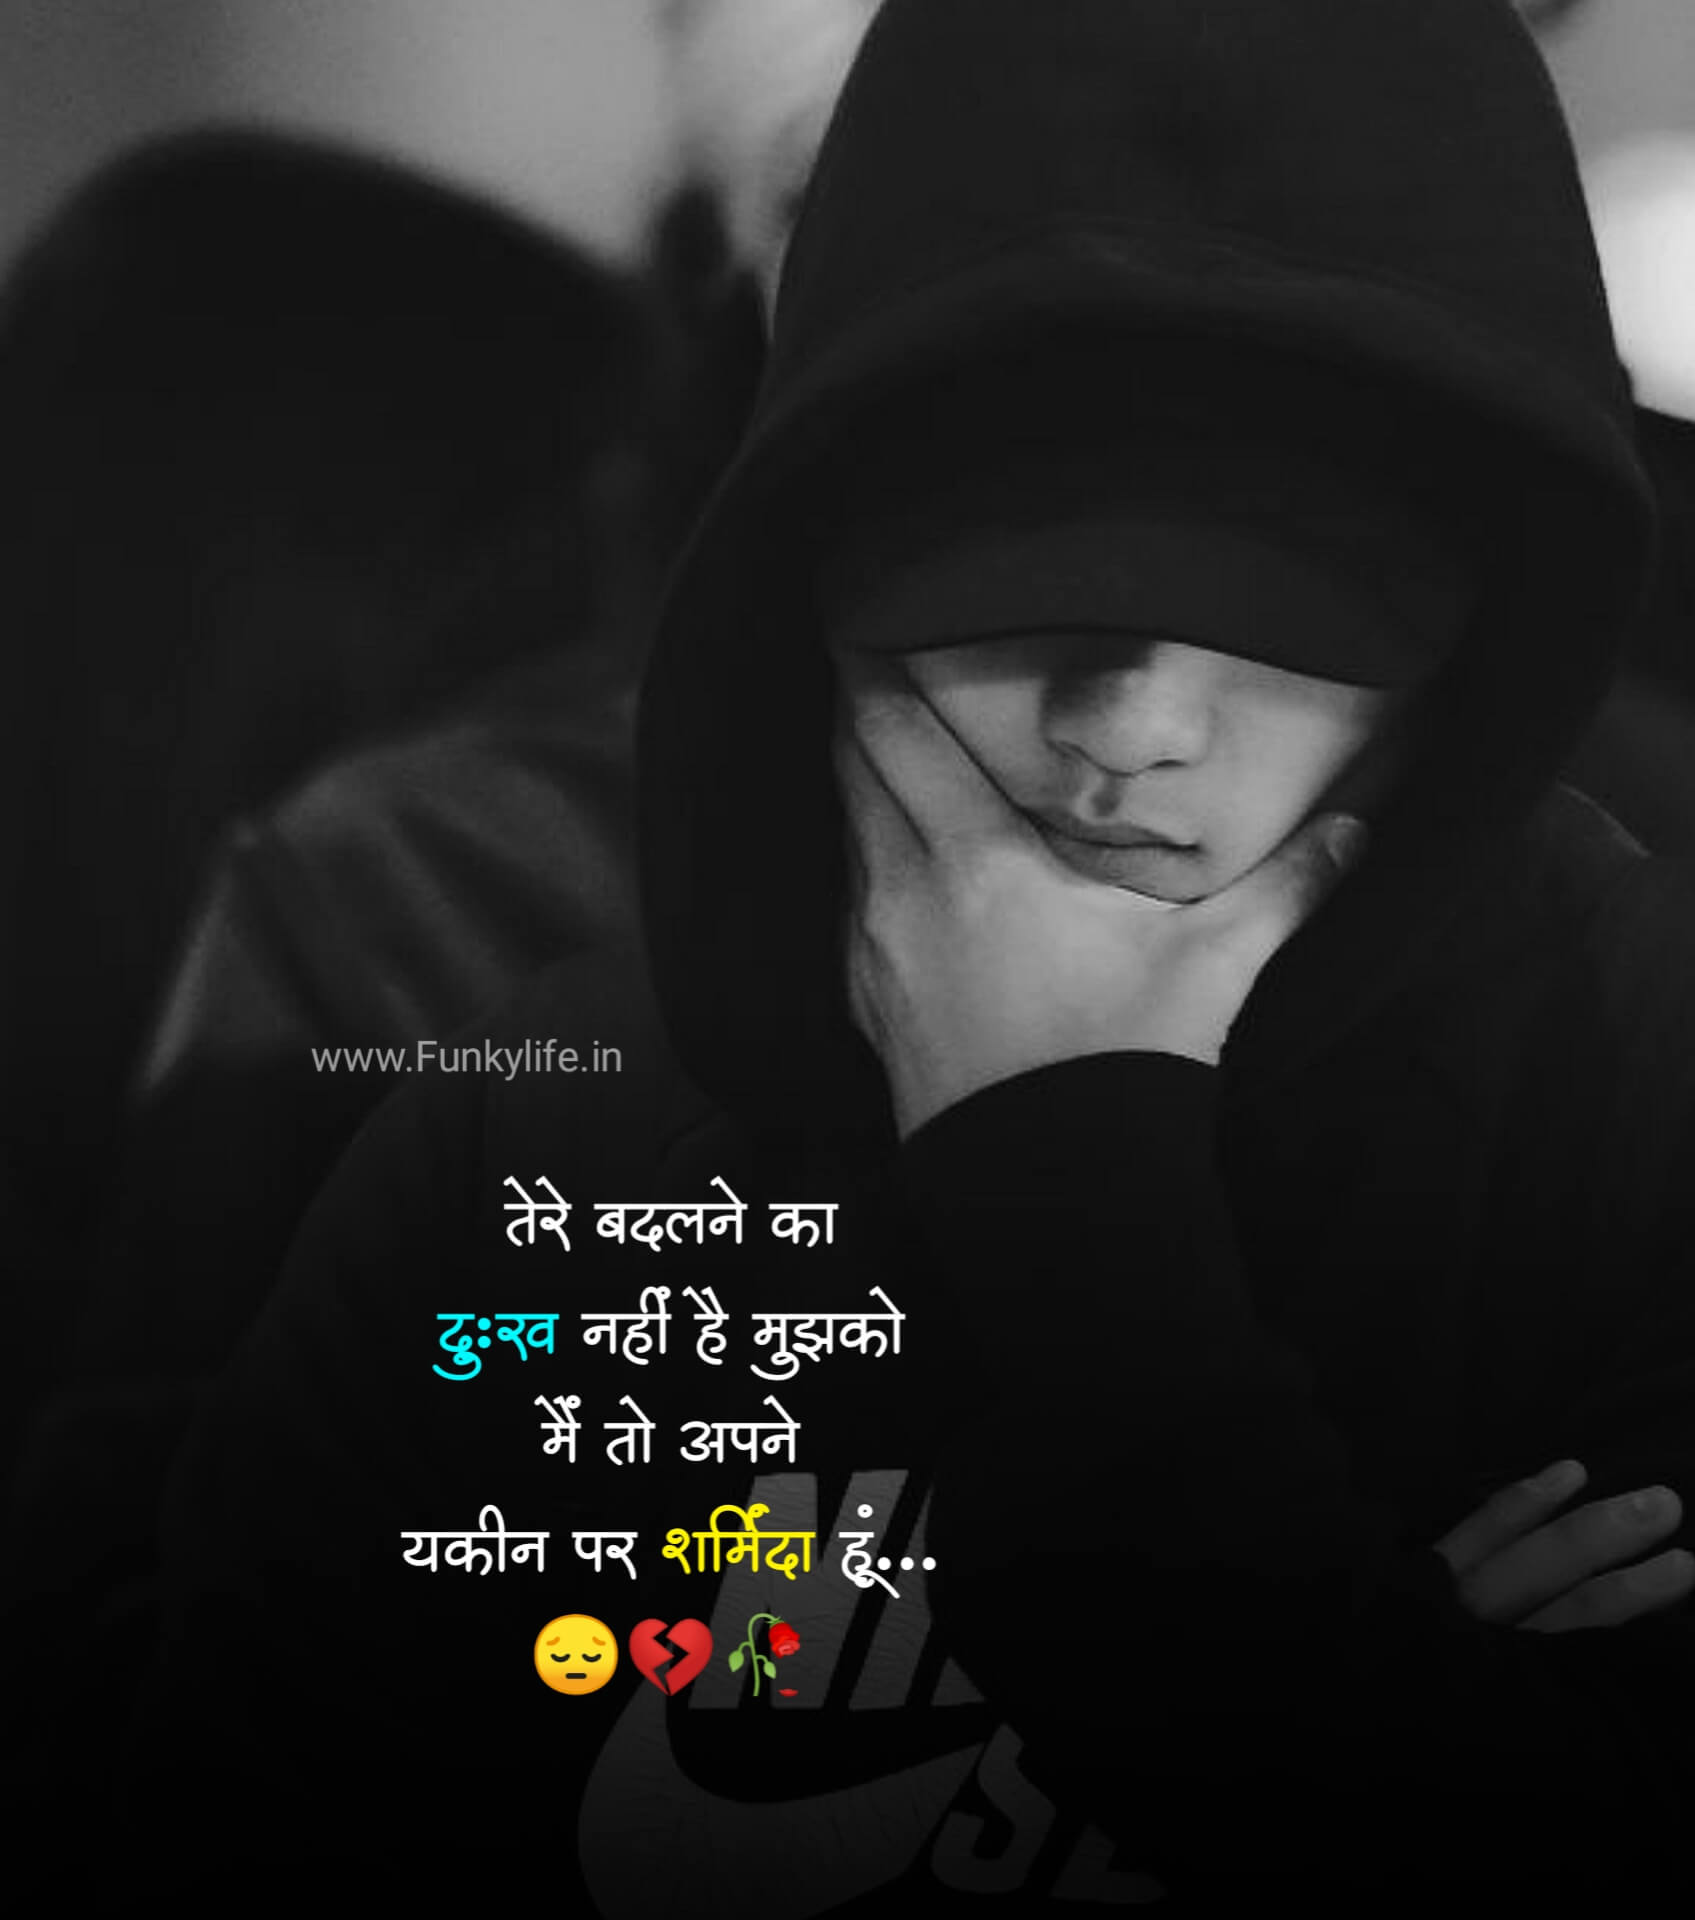 www.Funkylife.in
तेरे बदलने का
दुःख नहीं है मुझको
मैं तो अपने
यकीन पर शर्मिंदा हूं...
😔💔🥀